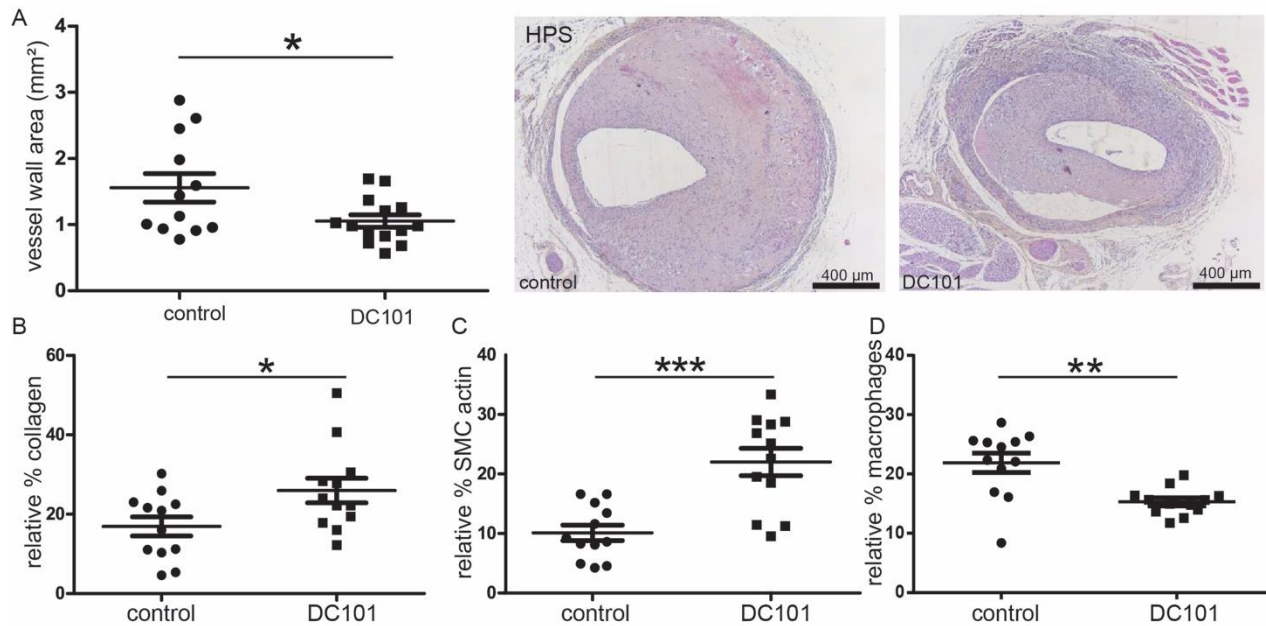 A
vessel wall area (mm²)
4
3
2
1
0
*
control
DC101
HPS
control
400 µm
DC101
400 µm
B
relative % collagen
60
40
20
0
*
control
DC101
C
relative % SMC actin
40
30
20
10
0
***
control
DC101
D
relative % macrophages
40
30
20
10
0
**
control
DC101